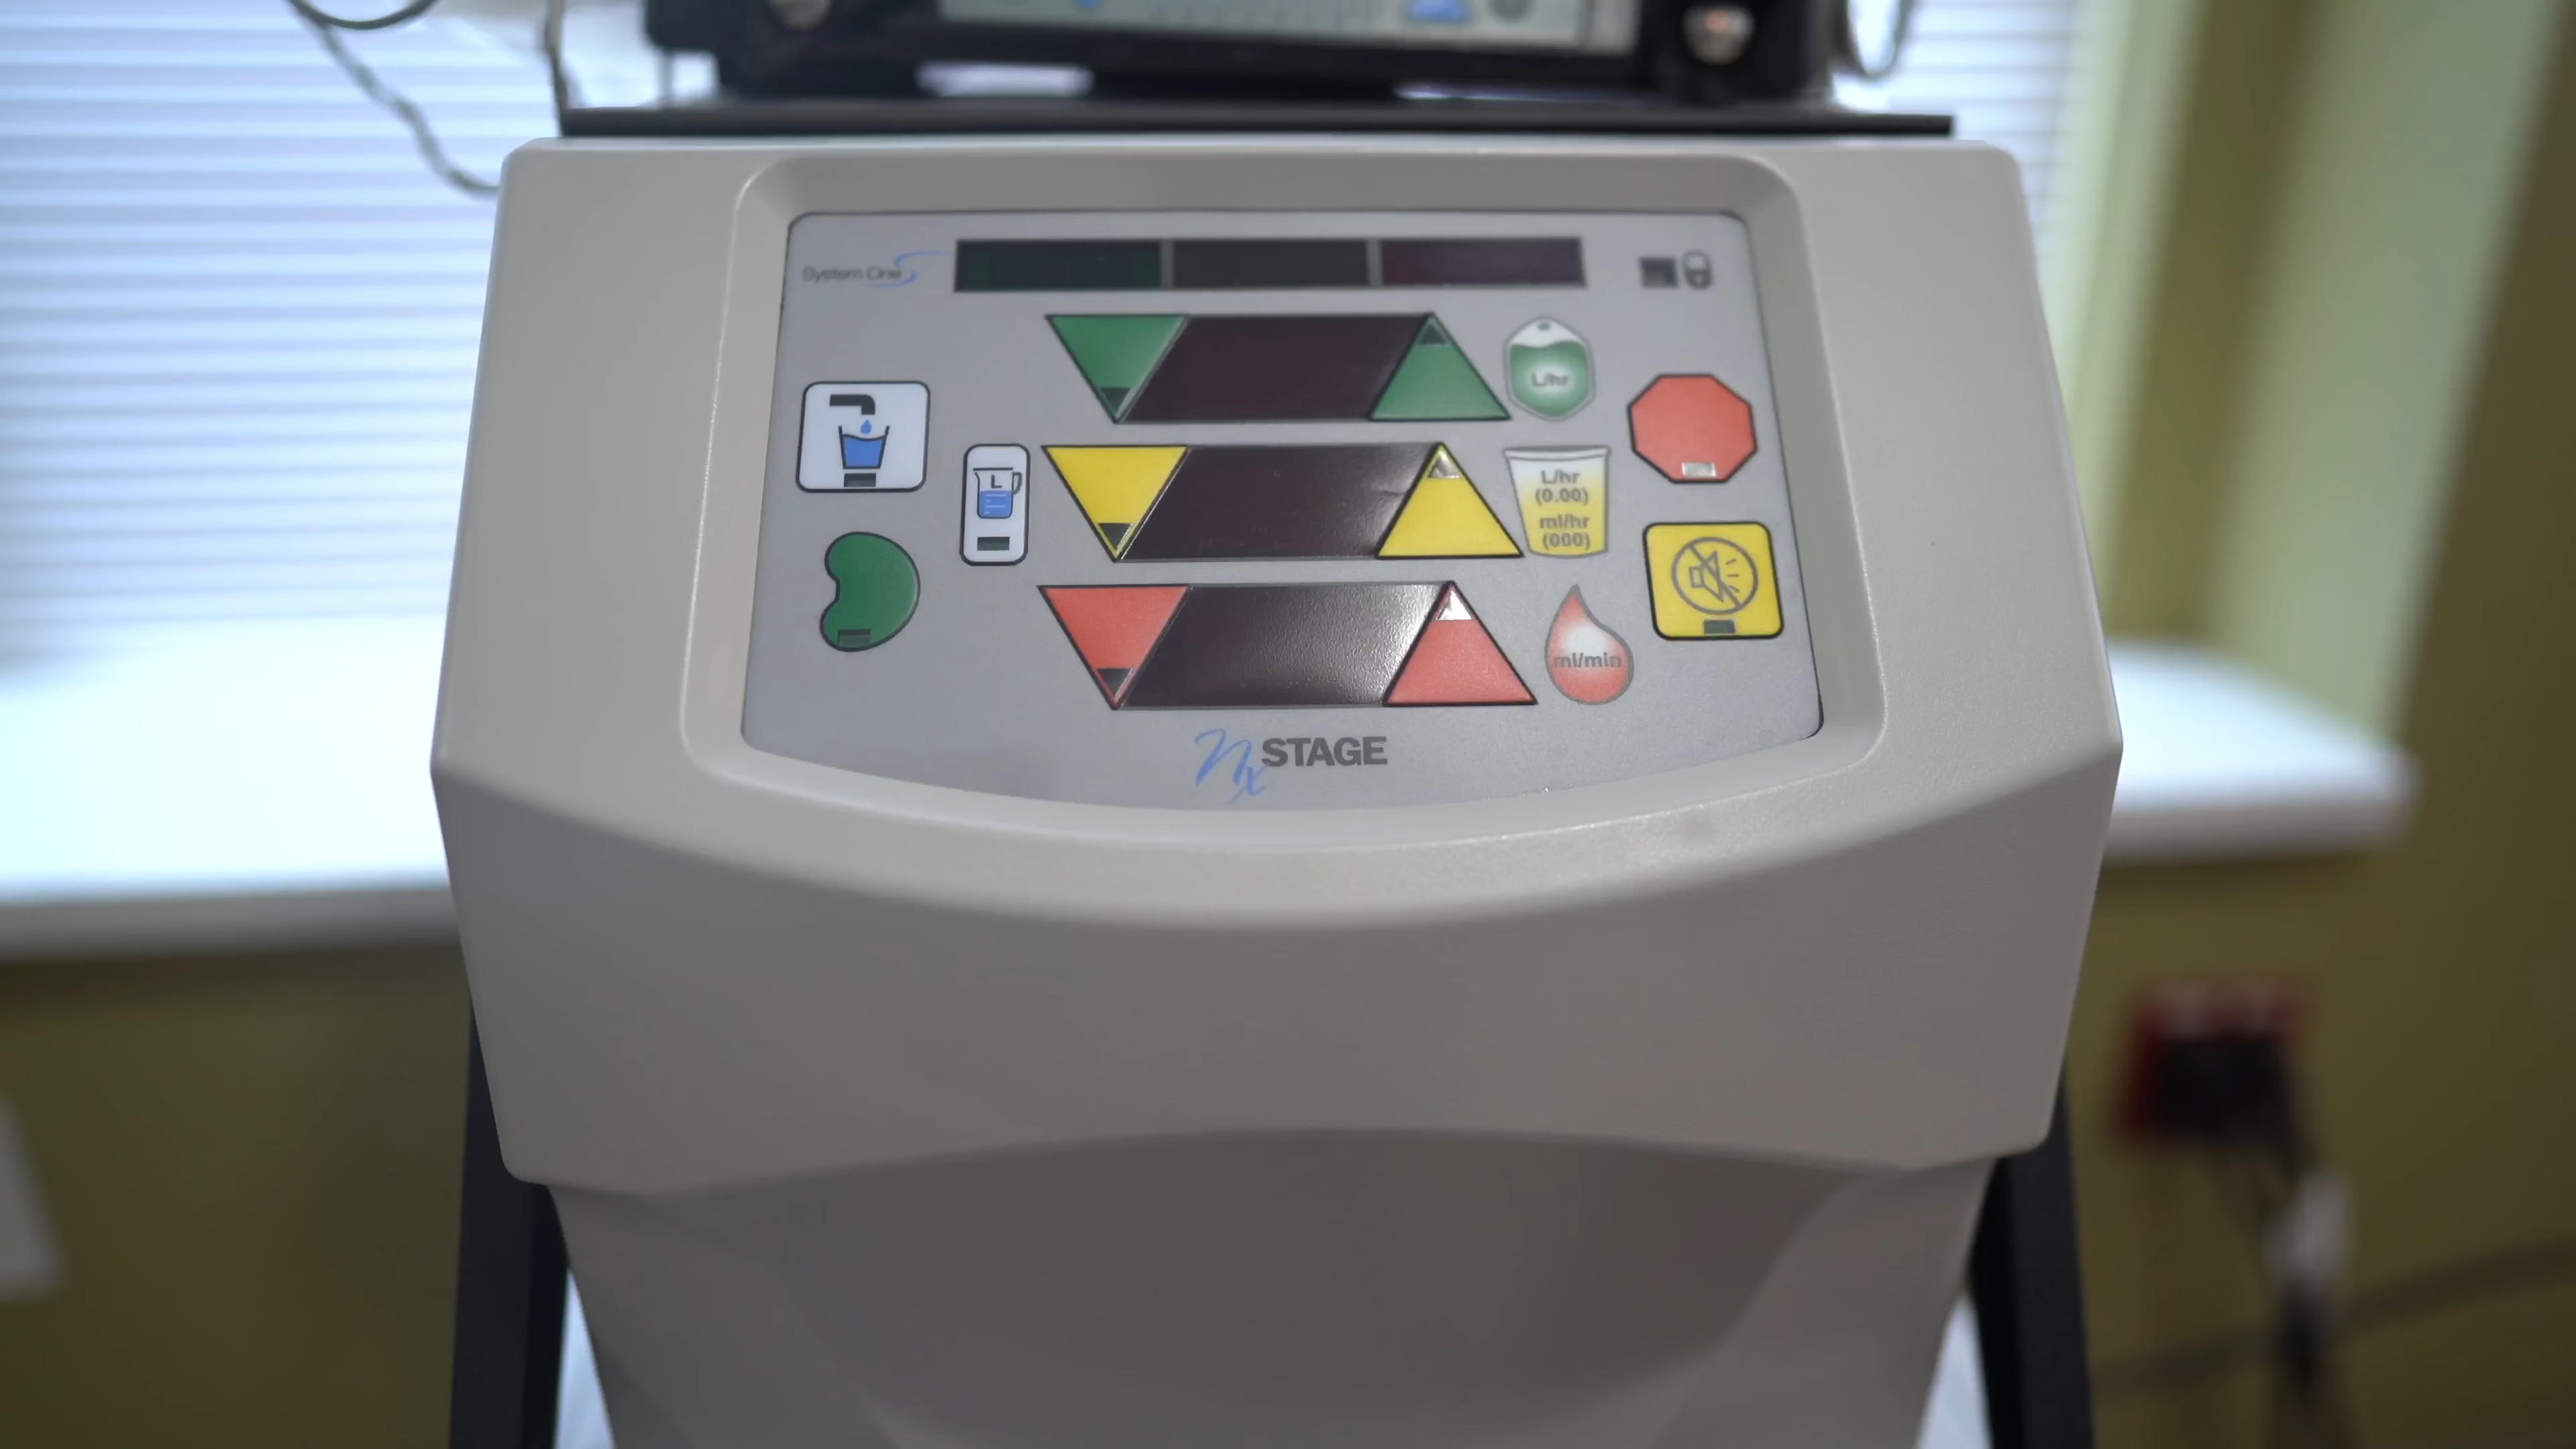 System One
L/hr
L
L/hr
(0.00)
ml/hr
(000)
ml/min
NxSTAGE